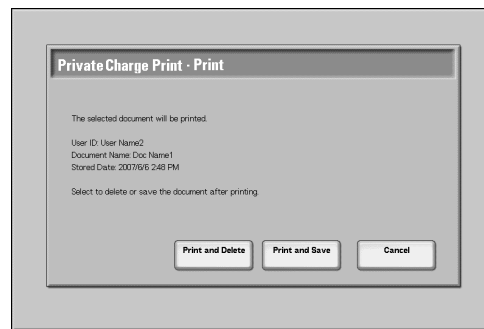 Private Charge Print - Print
The selected document will be printed.
User ID: User Name2
Document Name: Doc Name1
Stored Date: 2007/6/6 2:48 PM
Select to delete or save the document after printing.
Print and Delete Print and Save Cancel